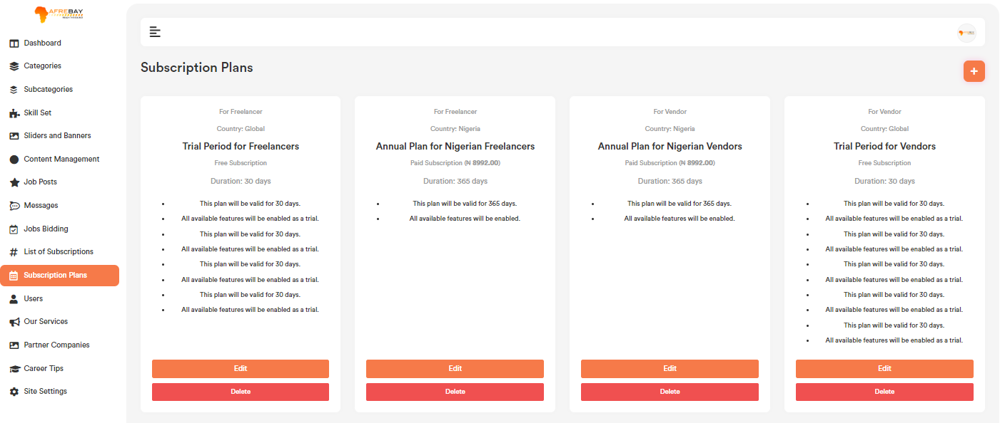 AFREBAY
Dashboard
Categories
Subcategories
Skill Set
Sliders and Banners
Content Management
Job Posts
Messages
Jobs Bidding
List of Subscriptions
Subscription Plans
Users
Our Services
Partner Companies
Career Tips
Site Settings
Subscription Plans
+
For Freelancer
Country: Global
Trial Period for Freelancers
Free Subscription
Duration: 30 days
This plan will be valid for 30 days.
All available features will be enabled as a trial.
This plan will be valid for 30 days.
All available features will be enabled as a trial.
This plan will be valid for 30 days.
All available features will be enabled as a trial.
This plan will be valid for 30 days.
All available features will be enabled as a trial.
Edit
Delete
For Freelancer
Country: Nigeria
Annual Plan for Nigerian Freelancers
Paid Subscription (₦ 8992.00)
Duration: 365 days
This plan will be valid for 365 days.
All available features will be enabled.
Edit
Delete
For Vendor
Country: Nigeria
Annual Plan for Nigerian Vendors
Paid Subscription (₦ 8992.00)
Duration: 365 days
This plan will be valid for 365 days.
All available features will be enabled.
Edit
Delete
For Vendor
Country: Global
Trial Period for Vendors
Free Subscription
Duration: 30 days
This plan will be valid for 30 days.
All available features will be enabled as a trial.
This plan will be valid for 30 days.
All available features will be enabled as a trial.
This plan will be valid for 30 days.
All available features will be enabled as a trial.
This plan will be valid for 30 days.
All available features will be enabled as a trial.
This plan will be valid for 30 days.
All available features will be enabled as a trial.
Edit
Delete